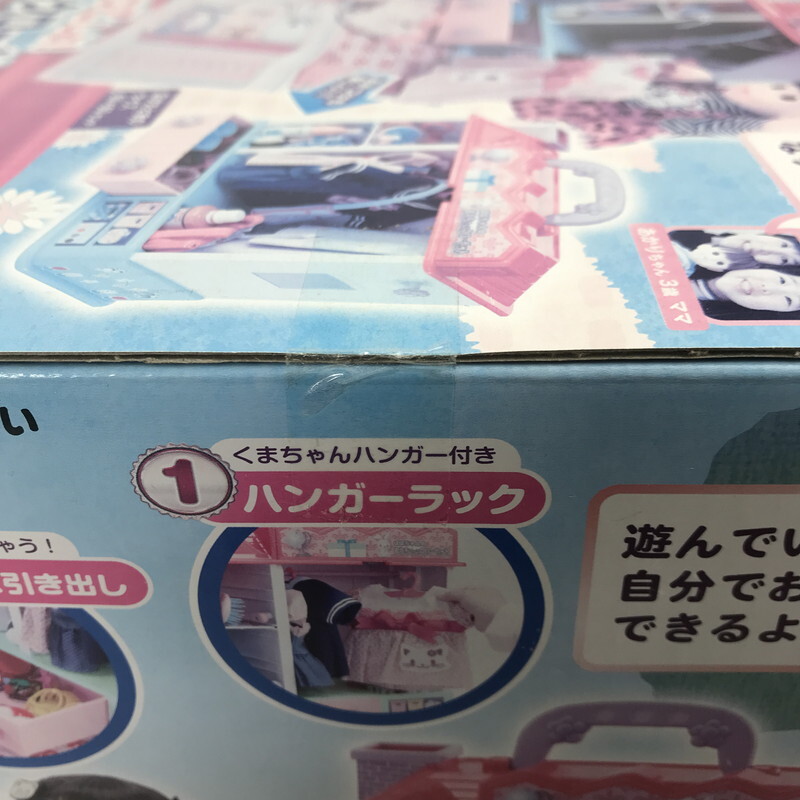 あかりちゃん 3歳 ママ
い
1
くまちゃんハンガー付き
ハンガーラック
ゃう！
引き出し
遊んでい
自分でお
できるよ